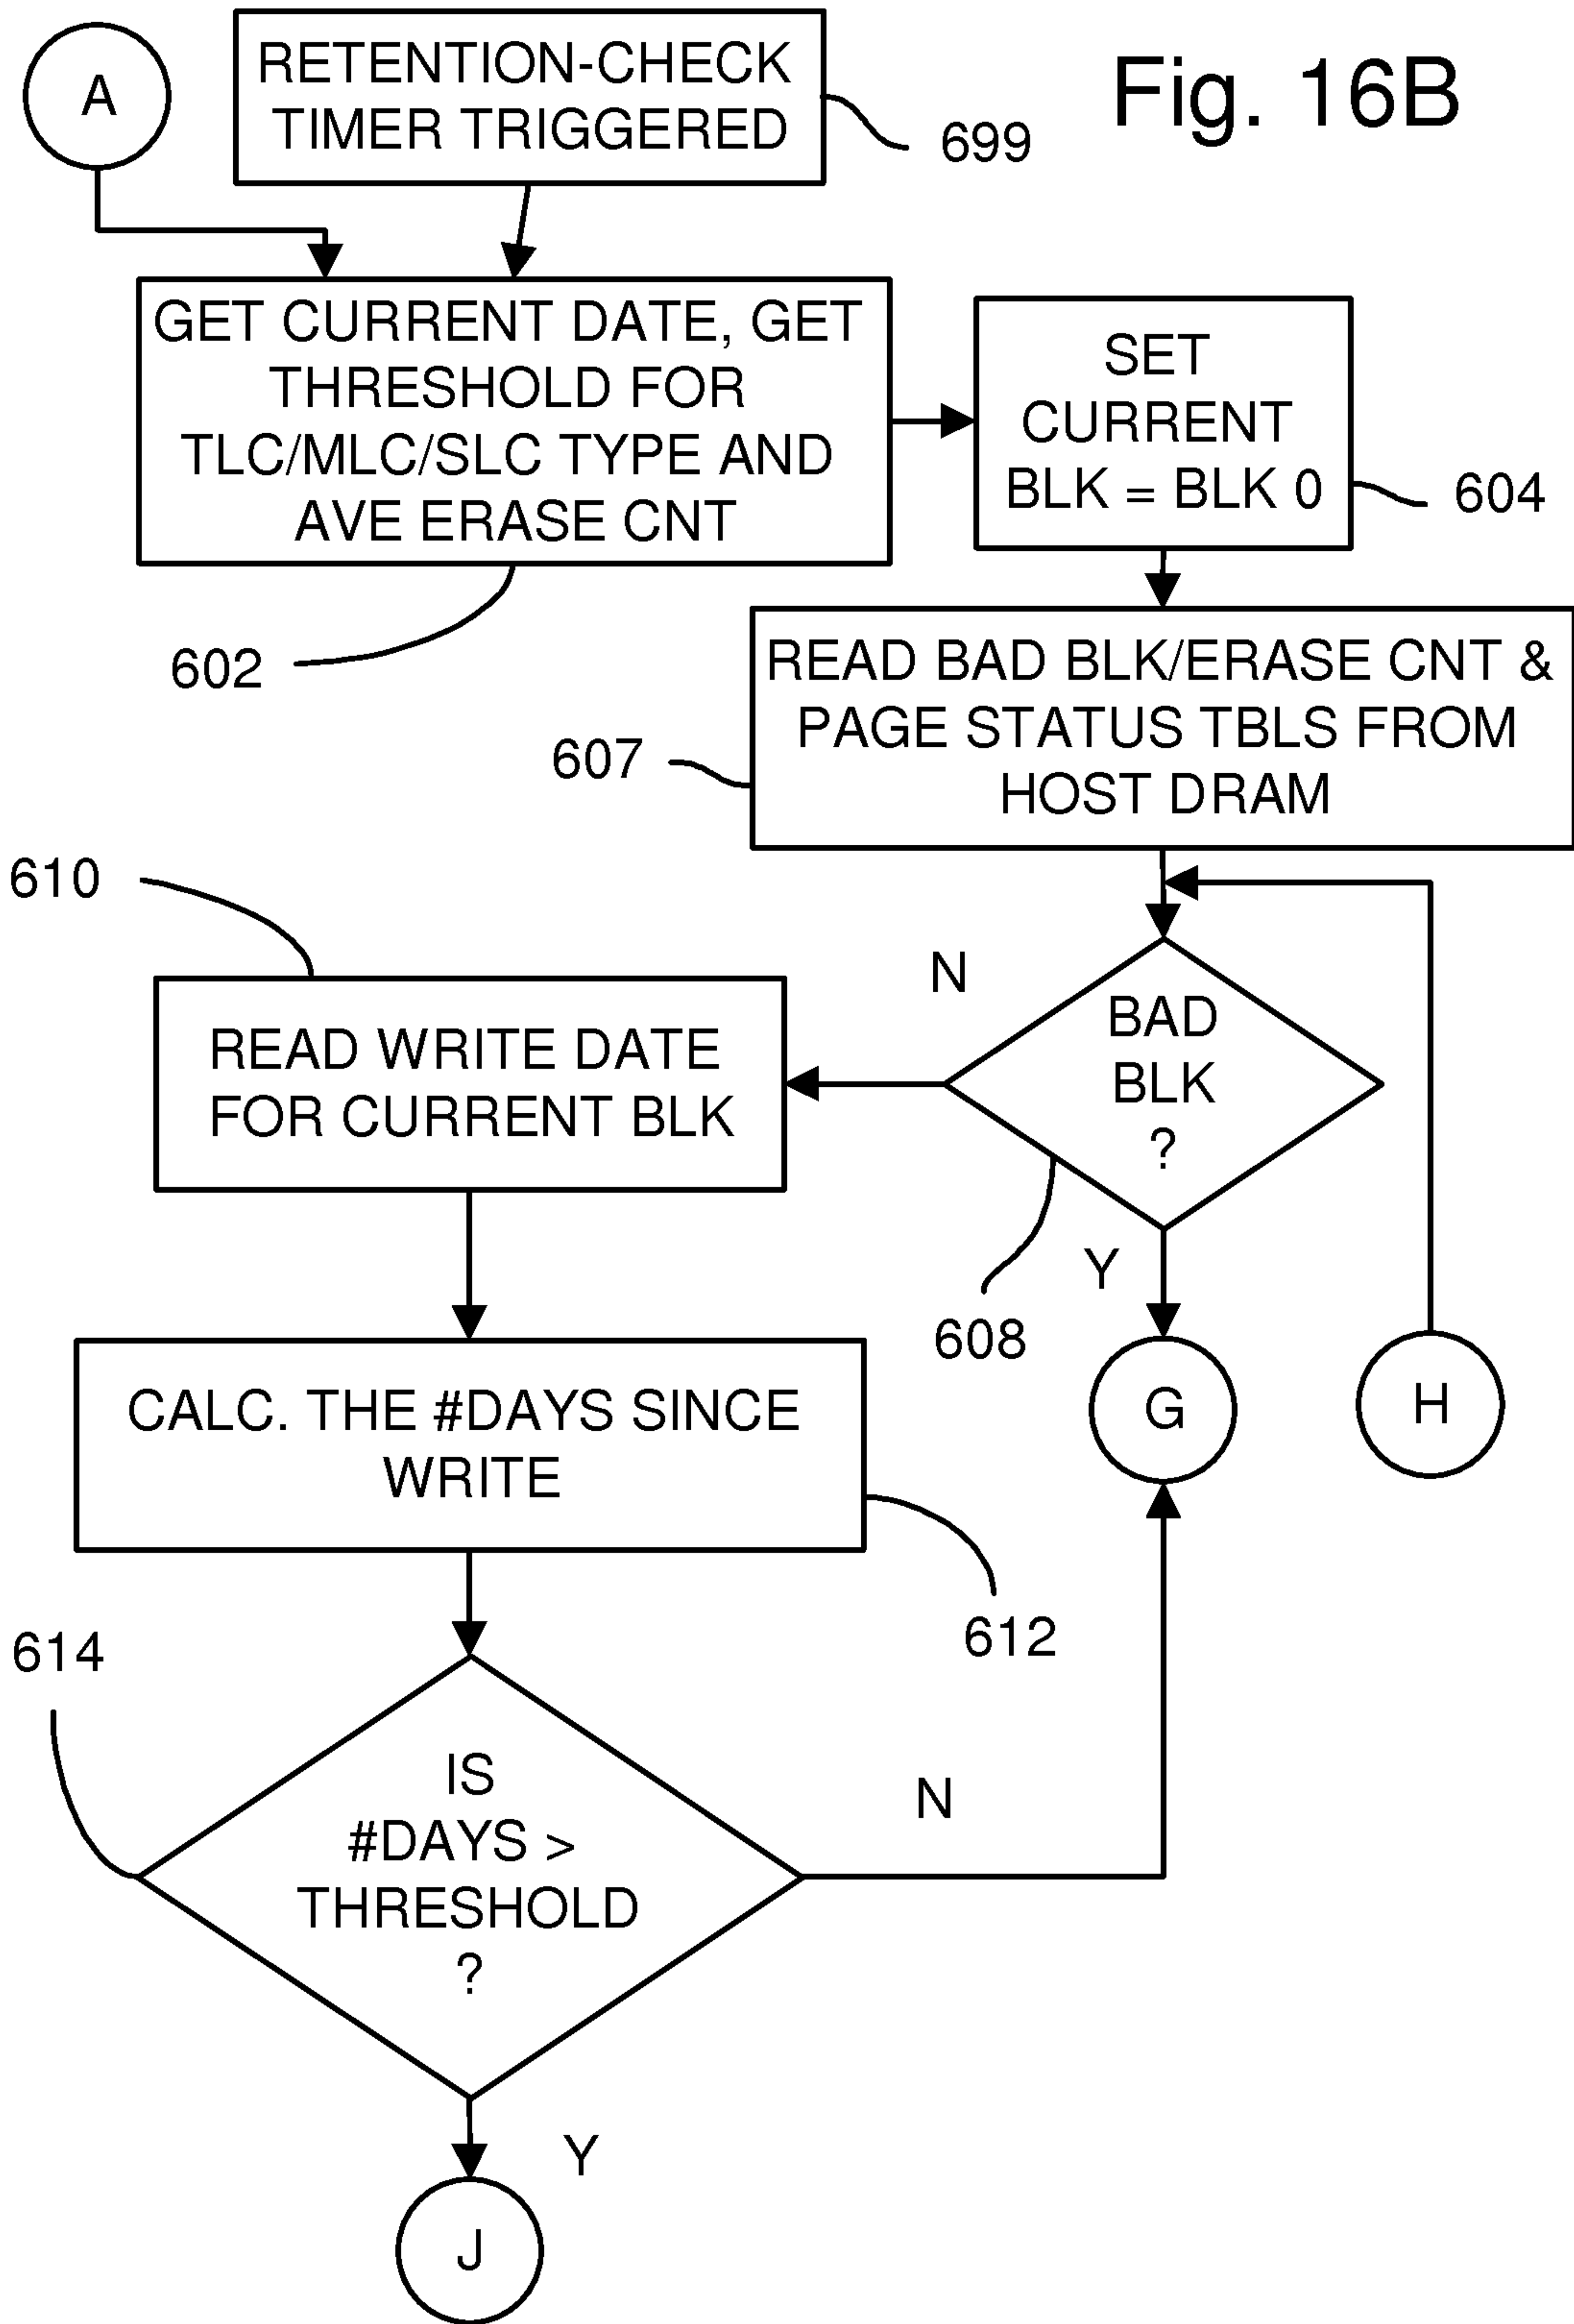 Fig. 16B
A
RETENTION-CHECK
TIMER TRIGGERED
699
GET CURRENT DATE, GET
THRESHOLD FOR
TLC/MLC/SLC TYPE AND
AVE ERASE CNT
602
SET
CURRENT
BLK = BLK 0
604
READ BAD BLK/ERASE CNT &
PAGE STATUS TBLS FROM
HOST DRAM
607
610
N
BAD
BLK
?
READ WRITE DATE
FOR CURRENT BLK
Y
608
G
H
CALC. THE #DAYS SINCE
WRITE
612
614
IS
#DAYS >
THRESHOLD
?
N
Y
J